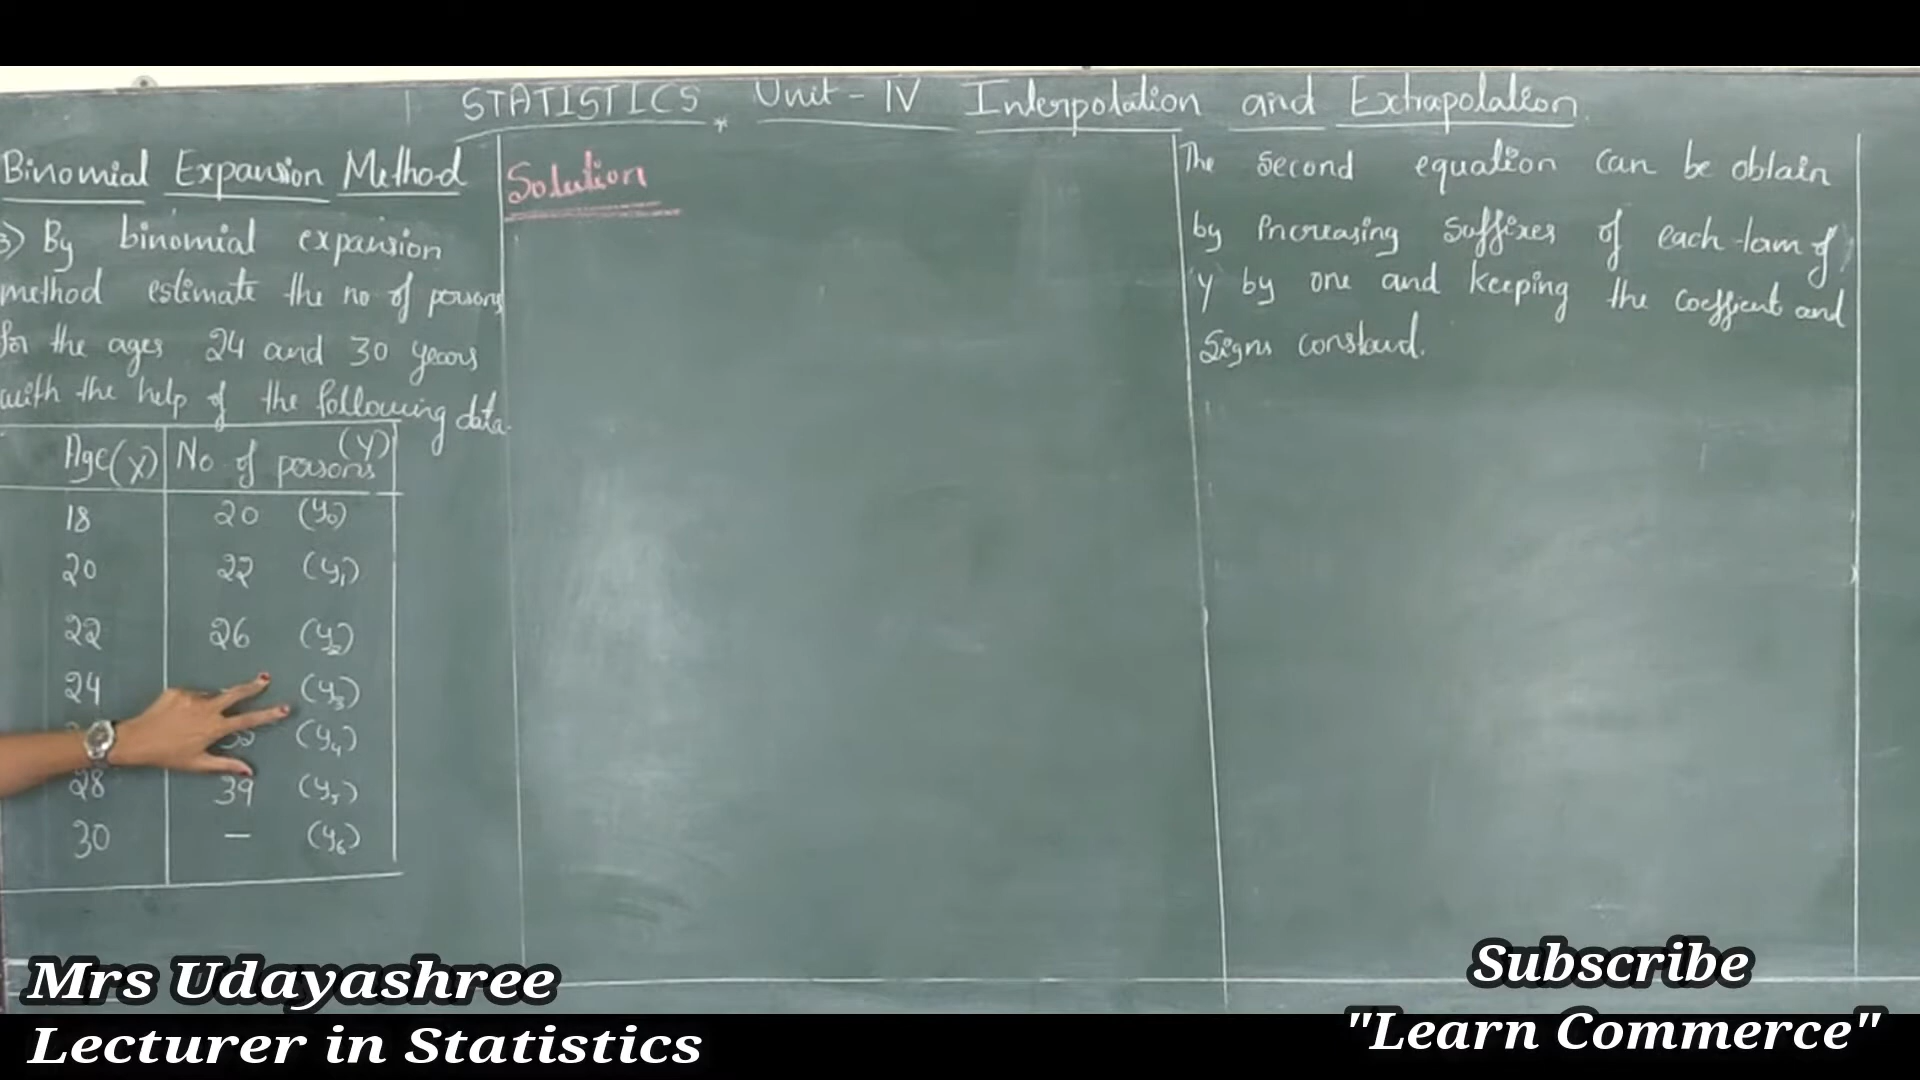 STATISTICS Unit - IV Interpolation and Extrapolation.
Binomial Expansion Method
3) By binomial expansion
method estimate the no of persons
for the ages 24 and 30 years
with the help of the following data.
Age(X) No of persons (Y)
18 20 (y₀)
20 22 (y₁)
22 26 (y₂)
24 (y₃)
(y₄)
28 39 (y₅)
30 - (y₆)
Solution
The second equation can be obtain
by increasing suffixes of each term of
y by one and keeping the coefficient and
signs constant.
Mrs Udayashree
Lecturer in Statistics
Subscribe
"Learn Commerce"